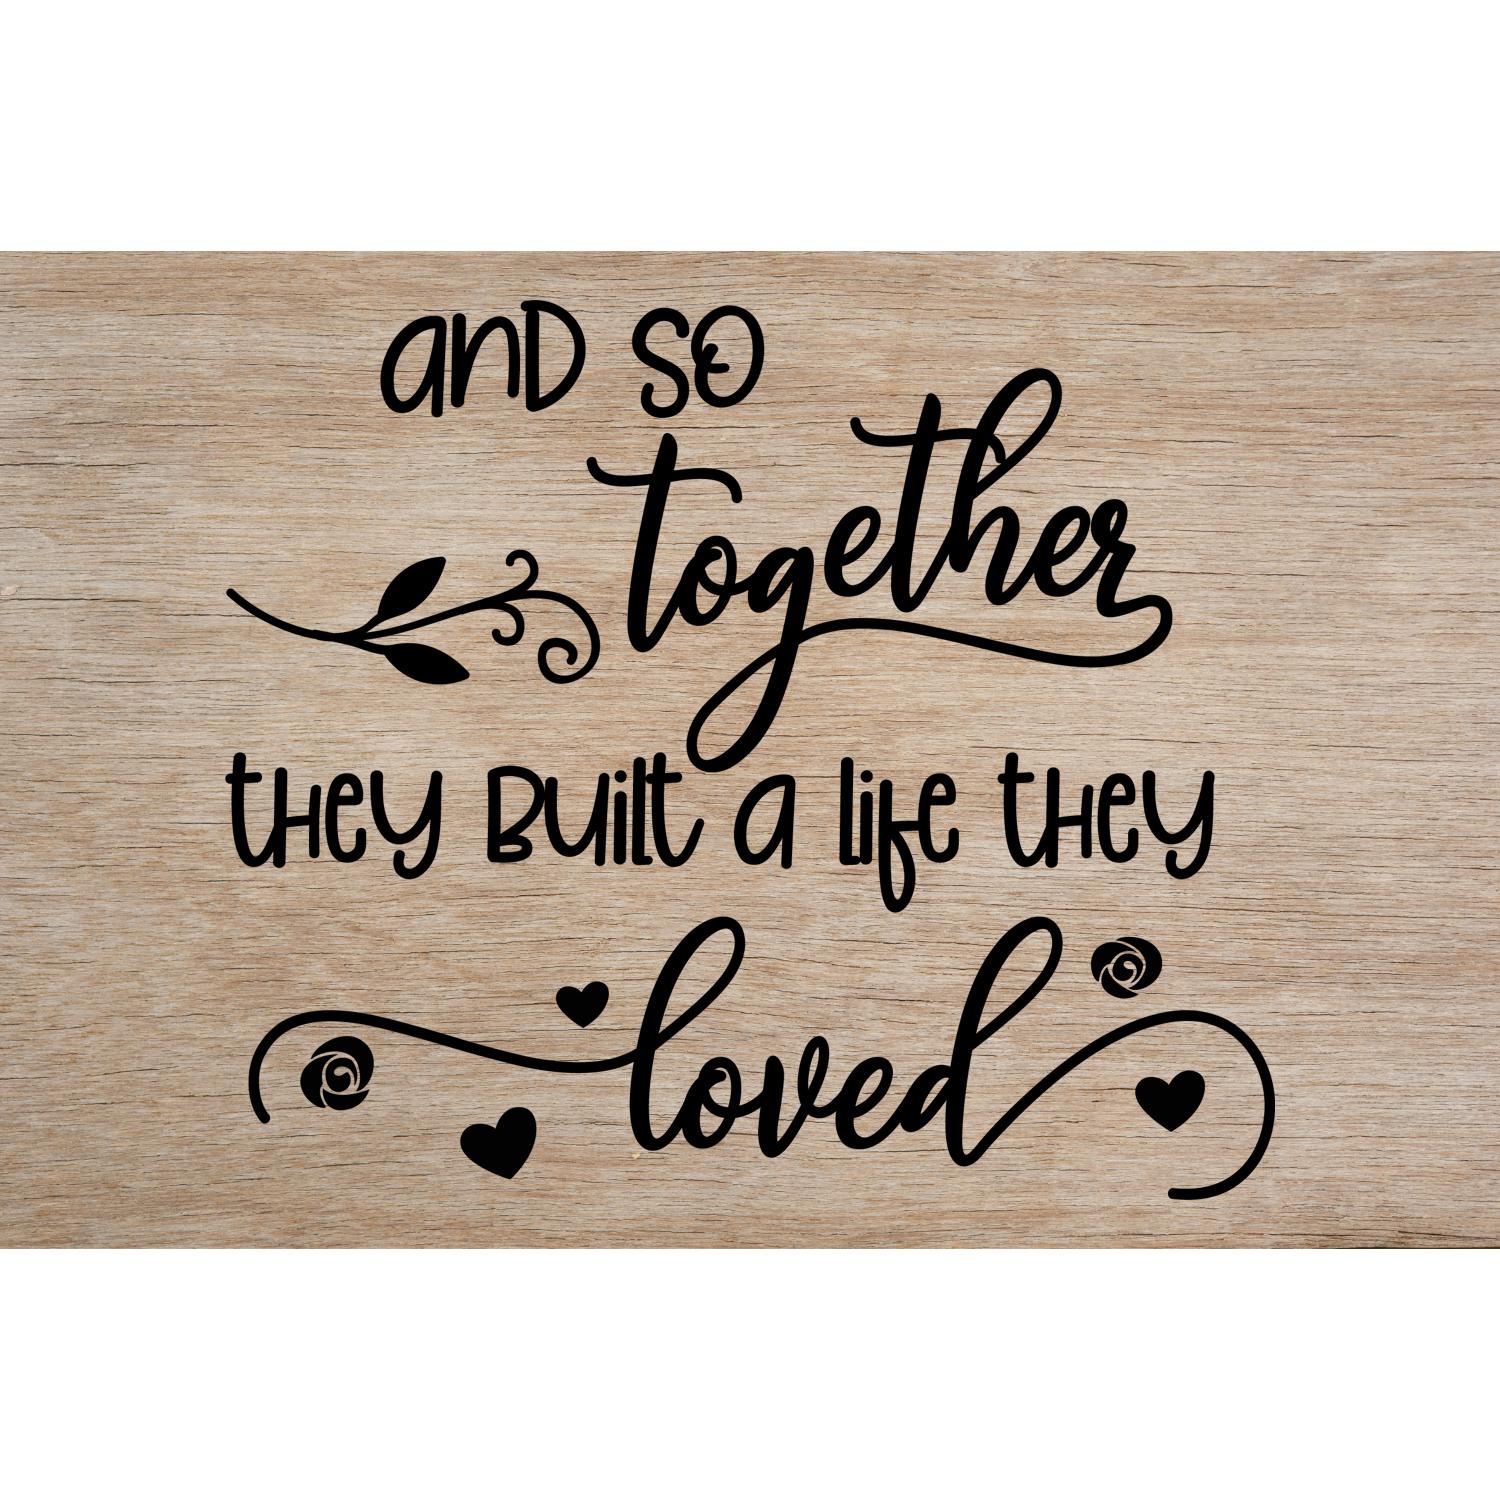 and so
together
they built a life they
loved